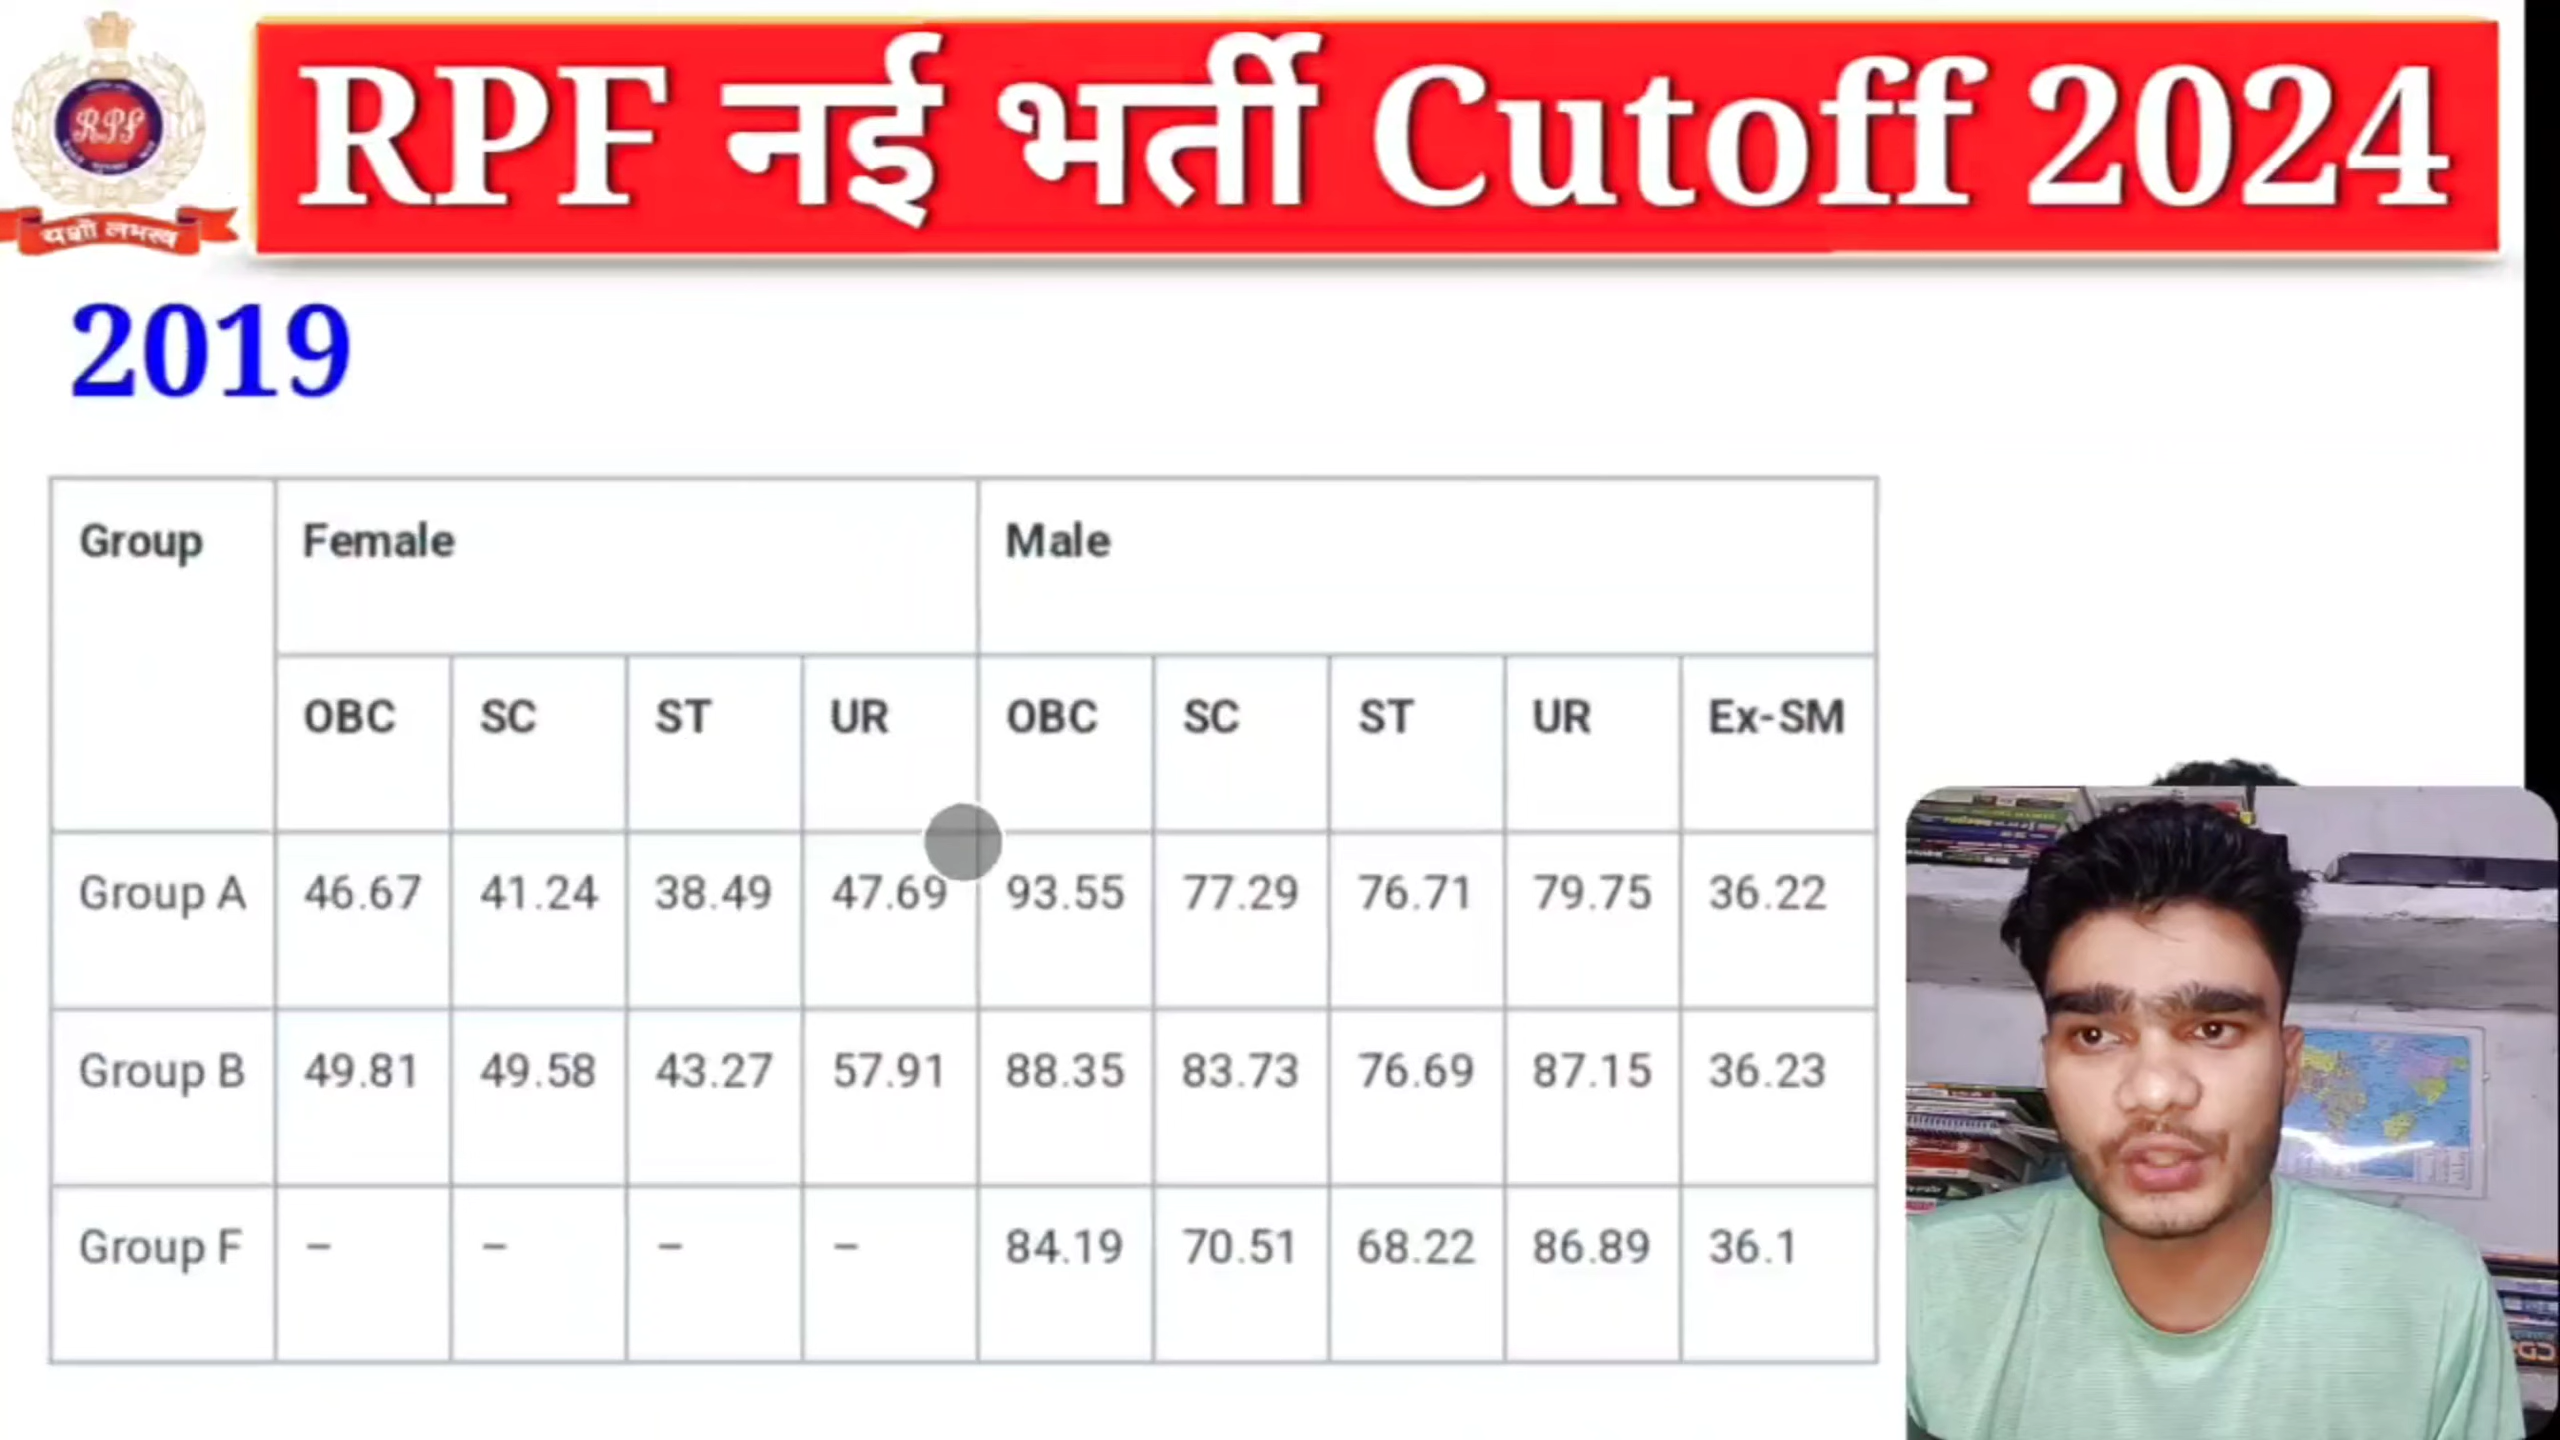 RPF नई भर्ती Cutoff 2024
RPF
यशो लभस्व
2019
Group Female Male
OBC SC ST UR OBC SC ST UR Ex-SM
Group A 46.67 41.24 38.49 47.69 93.55 77.29 76.71 79.75 36.22
Group B 49.81 49.58 43.27 57.91 88.35 83.73 76.69 87.15 36.23
Group F – – – – 84.19 70.51 68.22 86.89 36.1